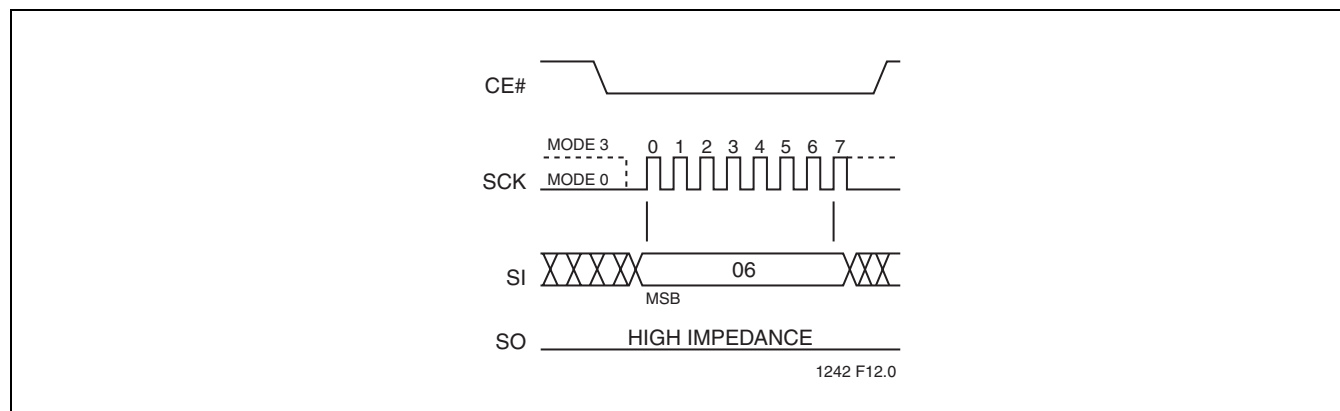 CE#
MODE 3
0 1 2 3 4 5 6 7
SCK
MODE 0
SI
06
MSB
SO
HIGH IMPEDANCE
1242 F12.0